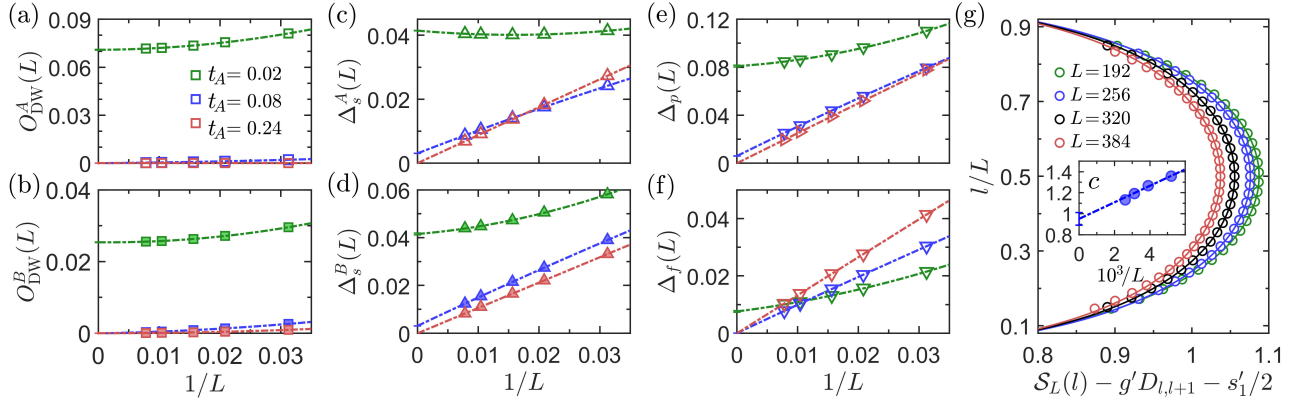 (a)
0.09
0.06
0.03
0
O_DW^A(L)
t_A = 0.02
t_A = 0.08
t_A = 0.24
(b)
0.04
0.02
0
O_DW^B(L)
0 0.01 0.02 0.03
1/L
(c)
0.04
0.02
0
Δ_s^A(L)
(d)
0.06
0.04
0.02
0
Δ_s^B(L)
0 0.01 0.02 0.03
1/L
(e)
0.12
0.08
0.04
0
Δ_p(L)
(f)
0.04
0.02
0
Δ_f(L)
0 0.01 0.02 0.03
1/L
(g)
0.9
0.7
0.5
0.3
0.1
l/L
L=192
L=256
L=320
L=384
1.4
1.2
1
0.8
c
0 2 4 6
10^3/L
0.8 0.9 1 1.1
S_L(l) − g′D_{l,l+1} − s′_1/2